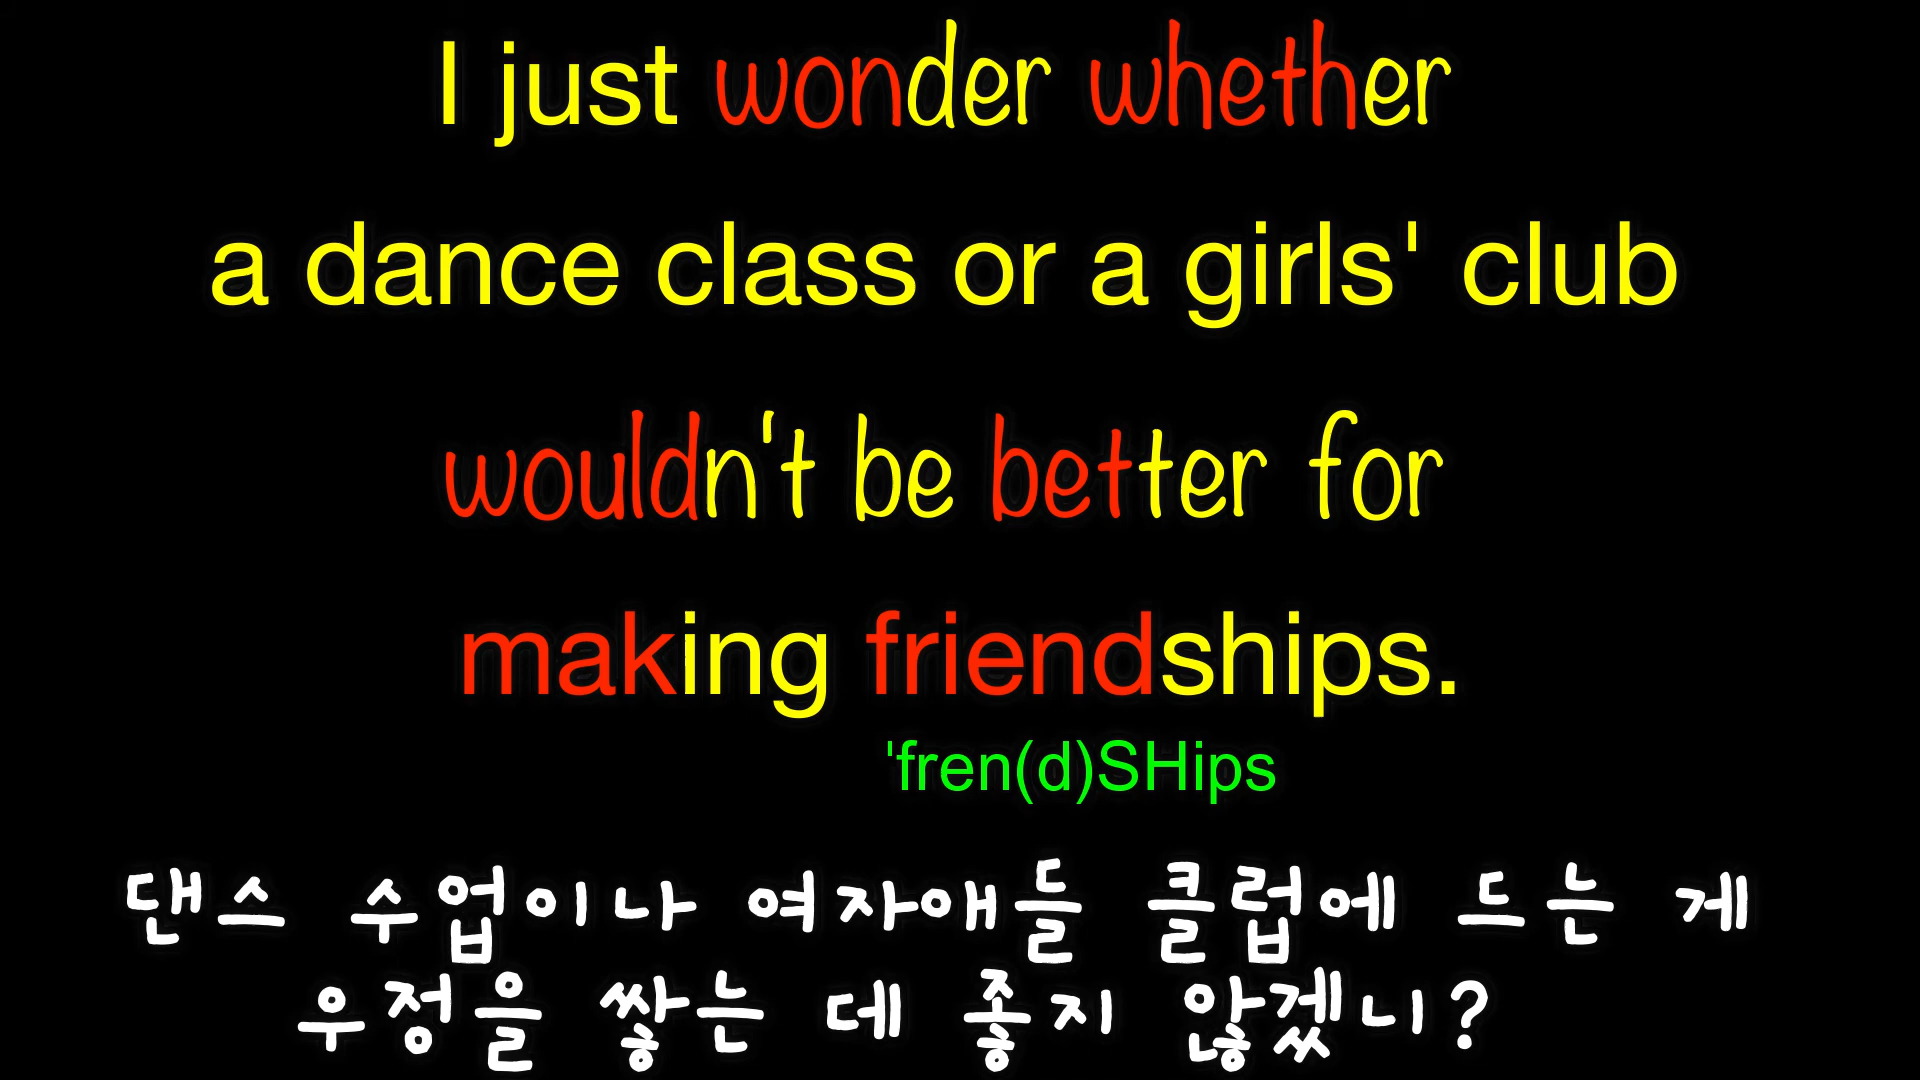 I just wonder whether
a dance class or a girls' club
wouldn't be better for
making friendships.
'fren(d)SHips
댄스 수업이나 여자애들 클럽에 드는 게
우정을 쌓는 데 좋지 않겠니?